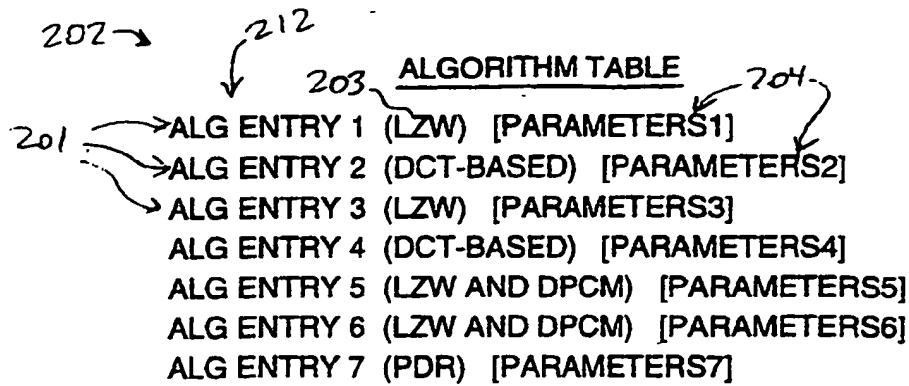 202 212
ALGORITHM TABLE
203 204
201
ALG ENTRY 1 (LZW) [PARAMETERS1]
ALG ENTRY 2 (DCT-BASED) [PARAMETERS2]
ALG ENTRY 3 (LZW) [PARAMETERS3]
ALG ENTRY 4 (DCT-BASED) [PARAMETERS4]
ALG ENTRY 5 (LZW AND DPCM) [PARAMETERS5]
ALG ENTRY 6 (LZW AND DPCM) [PARAMETERS6]
ALG ENTRY 7 (PDR) [PARAMETERS7]